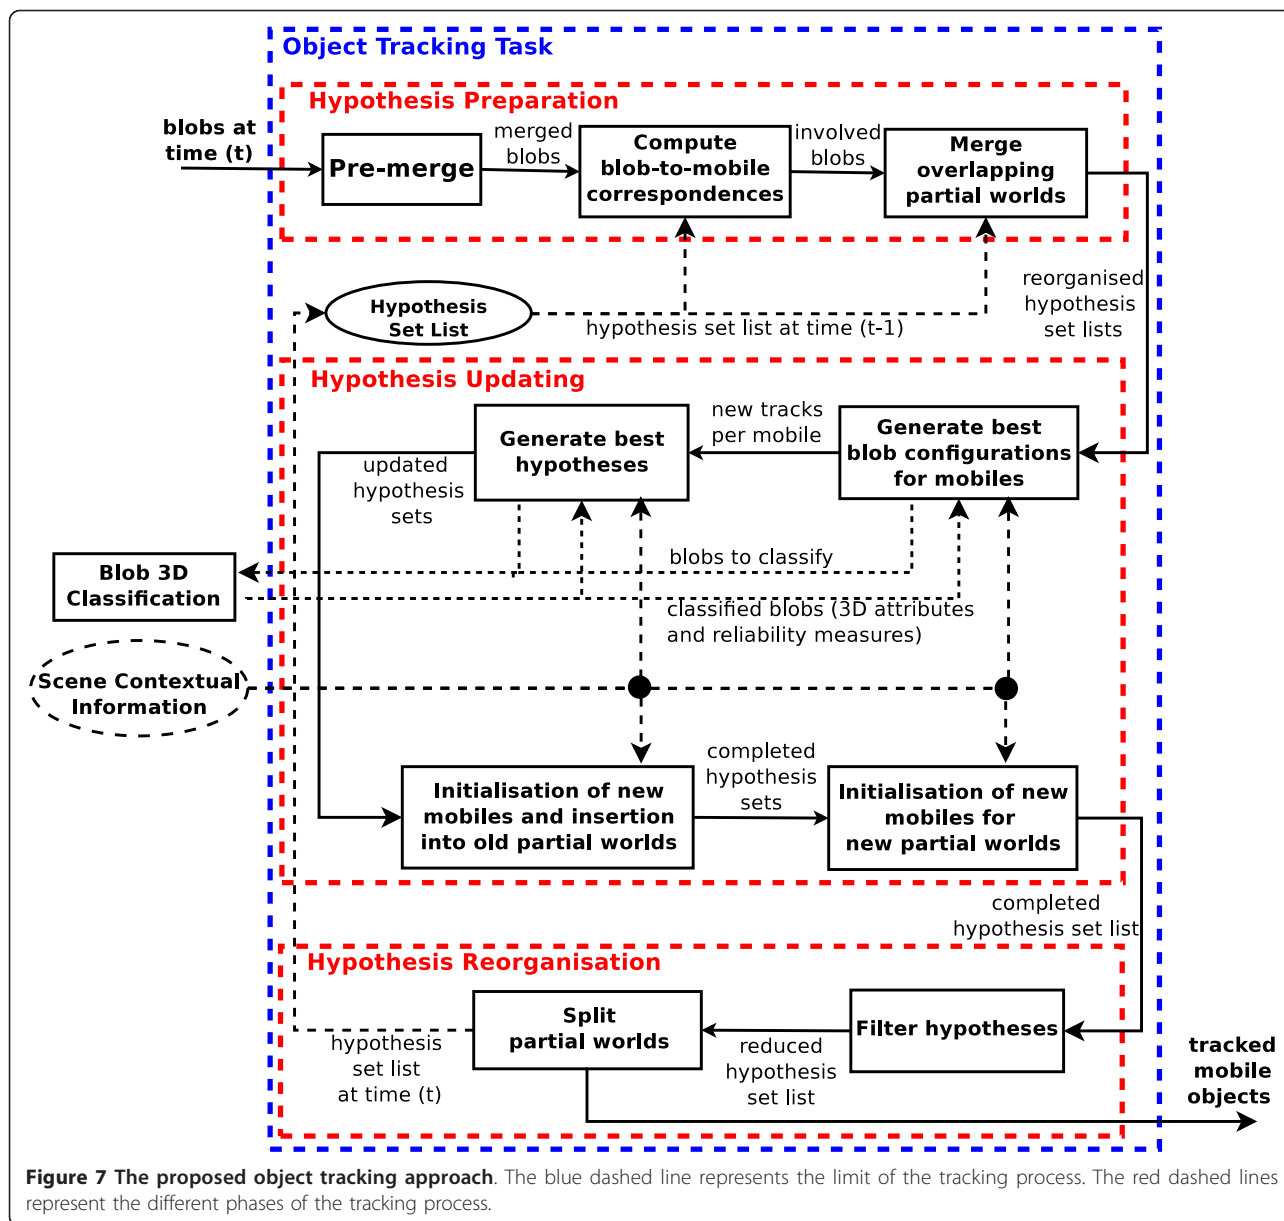 Object Tracking Task
Hypothesis Preparation
blobs at
time (t)
Pre-merge
merged
blobs
Compute
blob-to-mobile
correspondences
involved
blobs
Merge
overlapping
partial worlds
reorganised
hypothesis
set lists
Hypothesis
Set List
hypothesis set list at time (t-1)
Hypothesis Updating
Generate best
hypotheses
new tracks
per mobile
Generate best
blob configurations
for mobiles
updated
hypothesis
sets
blobs to classify
Blob 3D
Classification
classified blobs (3D attributes
and reliability measures)
Scene Contextual
Information
Initialisation of new
mobiles and insertion
into old partial worlds
completed
hypothesis
sets
Initialisation of new
mobiles for
new partial worlds
completed
hypothesis set list
Hypothesis Reorganisation
Split
partial worlds
Filter hypotheses
hypothesis
set list
at time (t)
reduced
hypothesis
set list
tracked
mobile
objects
Figure 7 The proposed object tracking approach. The blue dashed line represents the limit of the tracking process. The red dashed lines
represent the different phases of the tracking process.